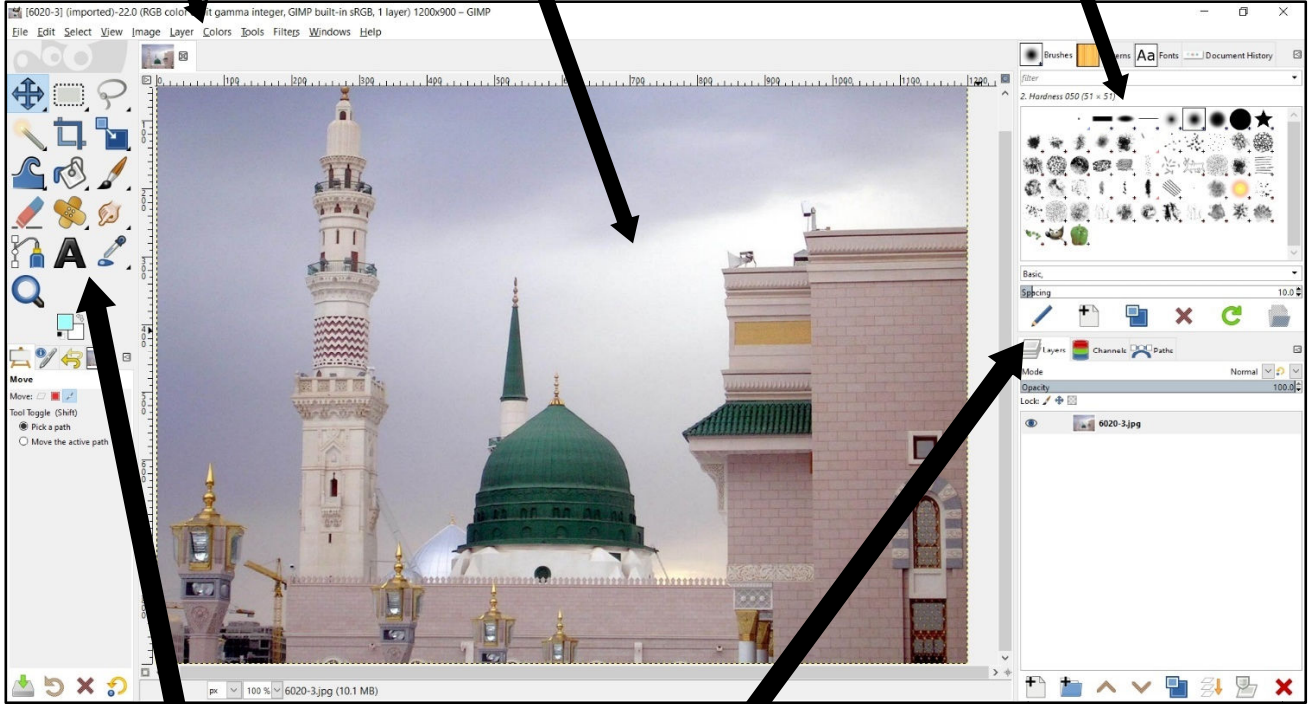 [6020-3] (imported)-22.0 (RGB color 8-bit gamma integer, GIMP built-in sRGB, 1 layer) 1200x900 – GIMP
File Edit Select View Image Layer Colors Tools Filters Windows Help
Brushes Fonts Document History
filter
2. Hardness 050 (51 × 51)
Basic,
Spacing 10.0
Layers Channels Paths
Mode Normal
Opacity 100.0
Lock:
6020-3.jpg
Move
Move:
Tool Toggle (Shift)
Pick a path
Move the active path
px 100 % 6020-3.jpg (10.1 MB)